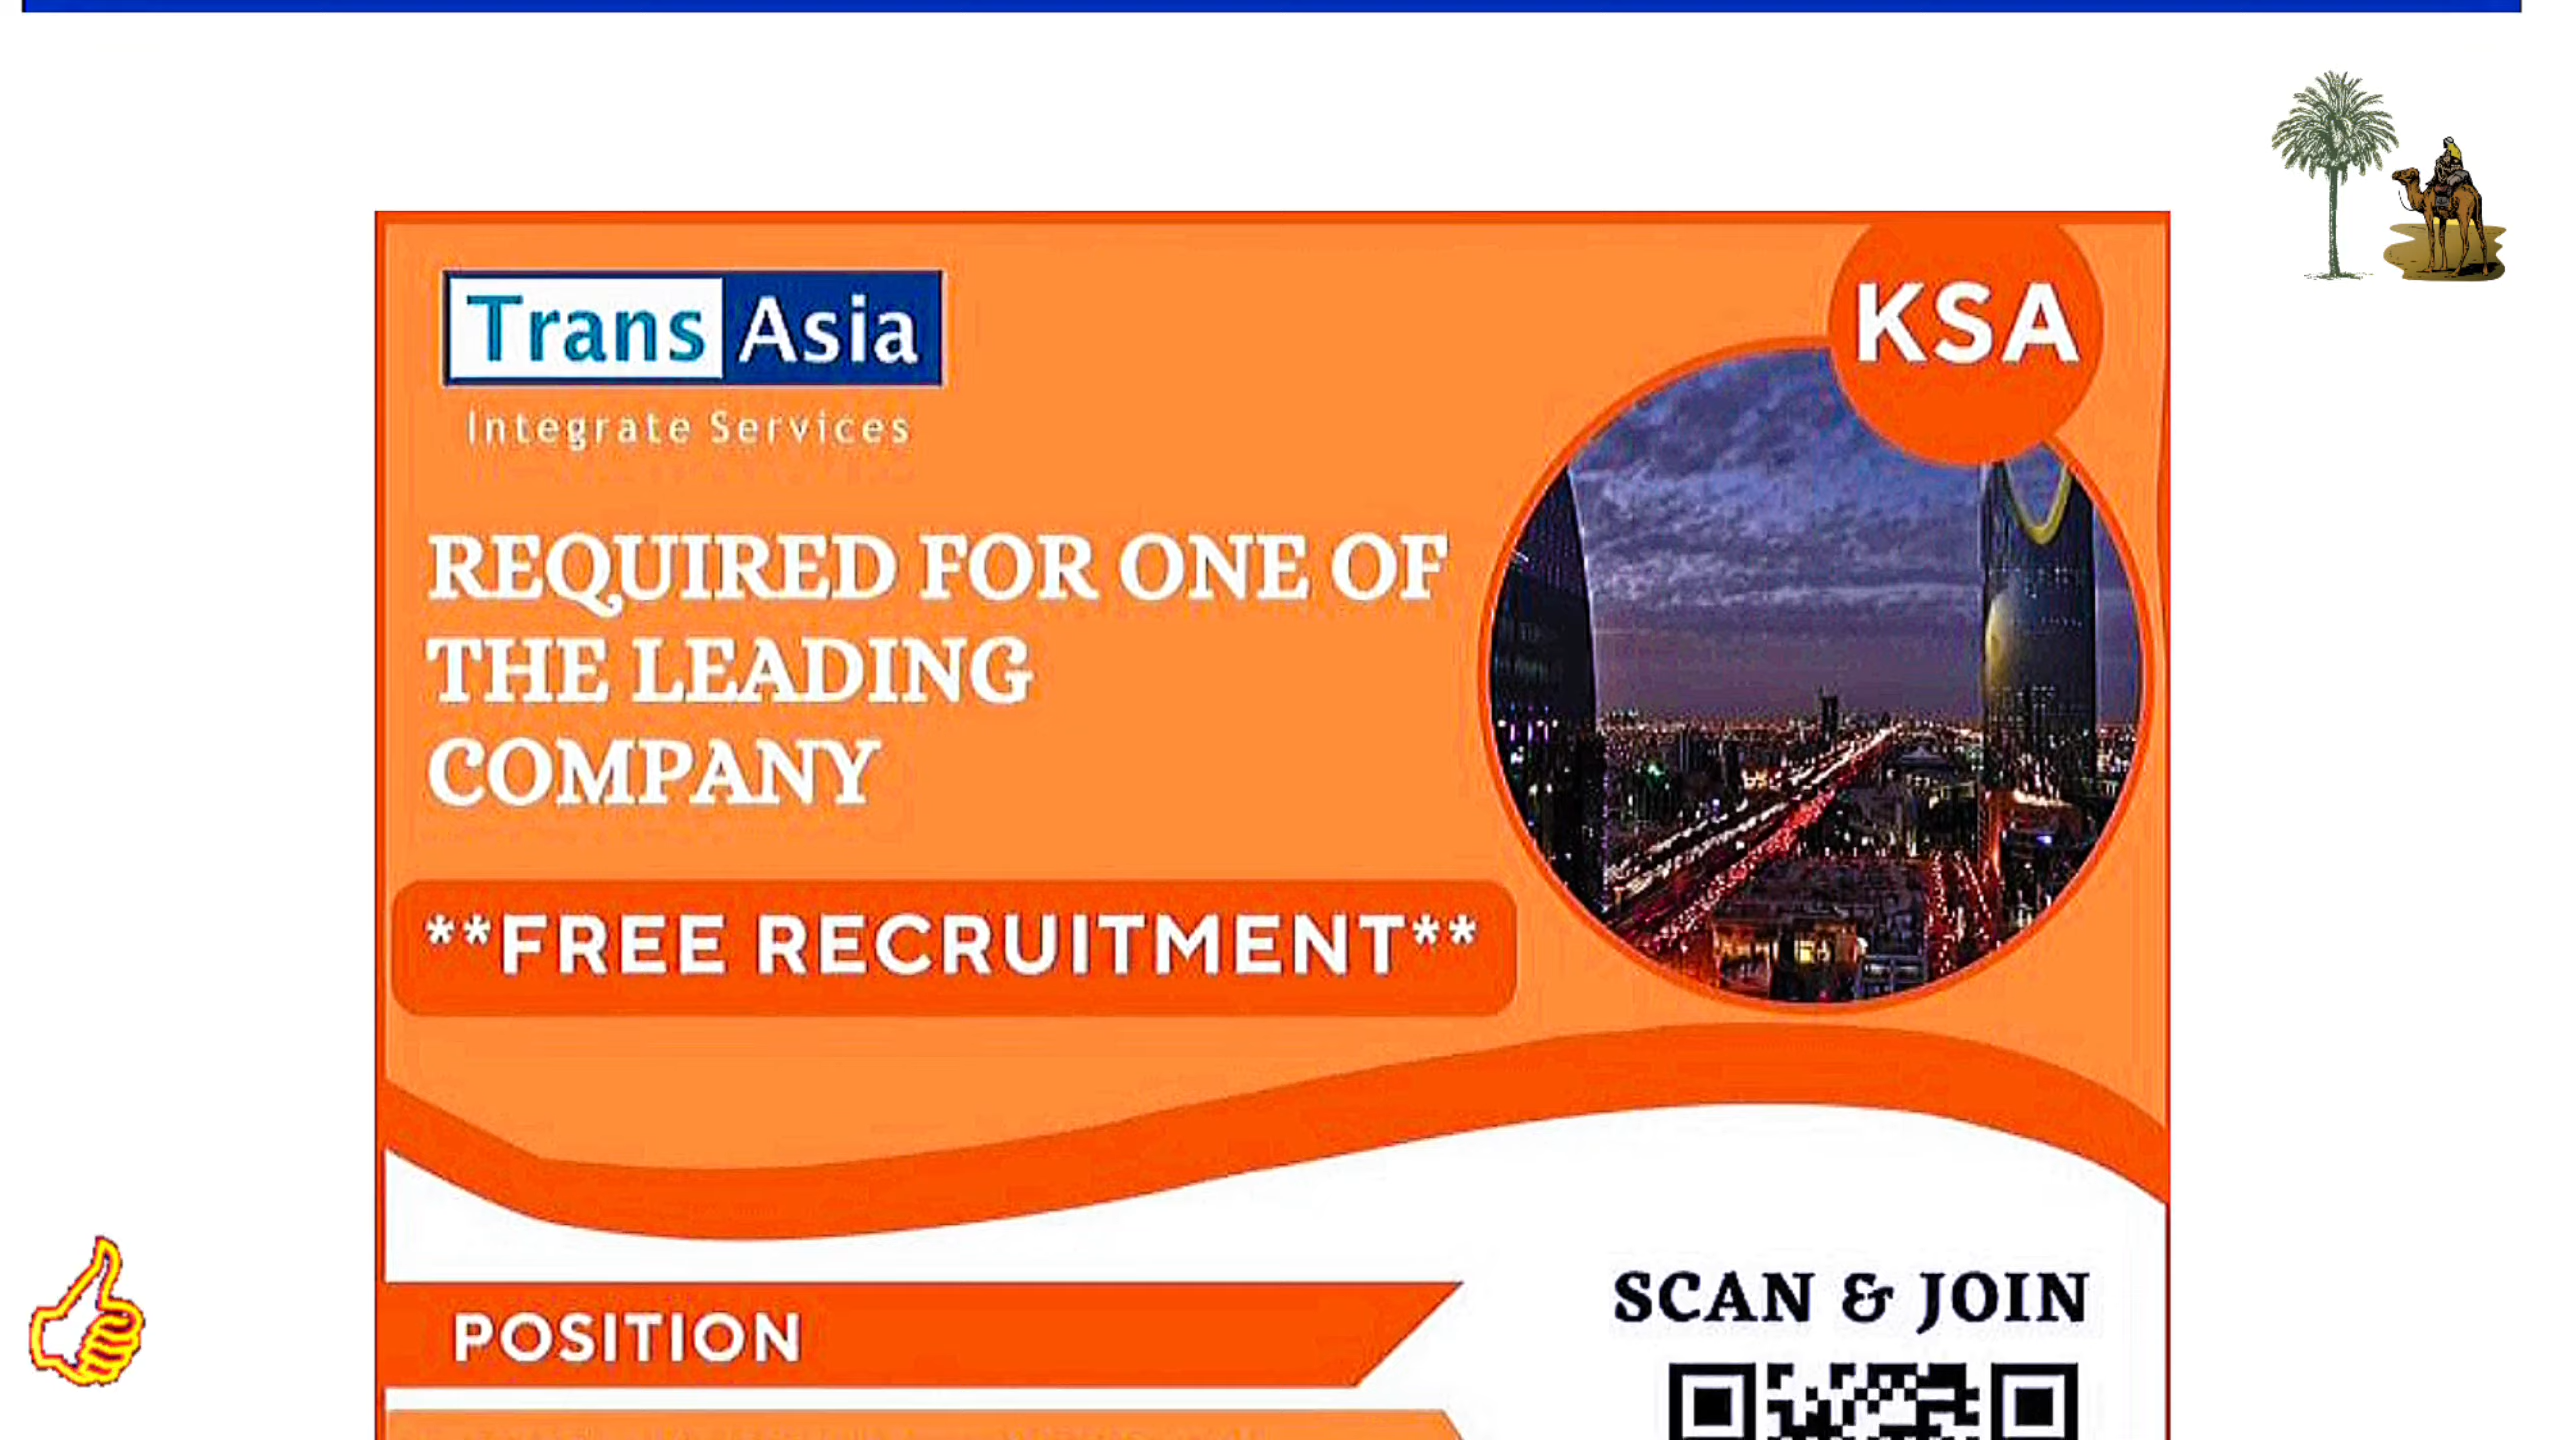 Trans Asia
Integrate Services
KSA
REQUIRED FOR ONE OF
THE LEADING
COMPANY
**FREE RECRUITMENT**
SCAN & JOIN
POSITION